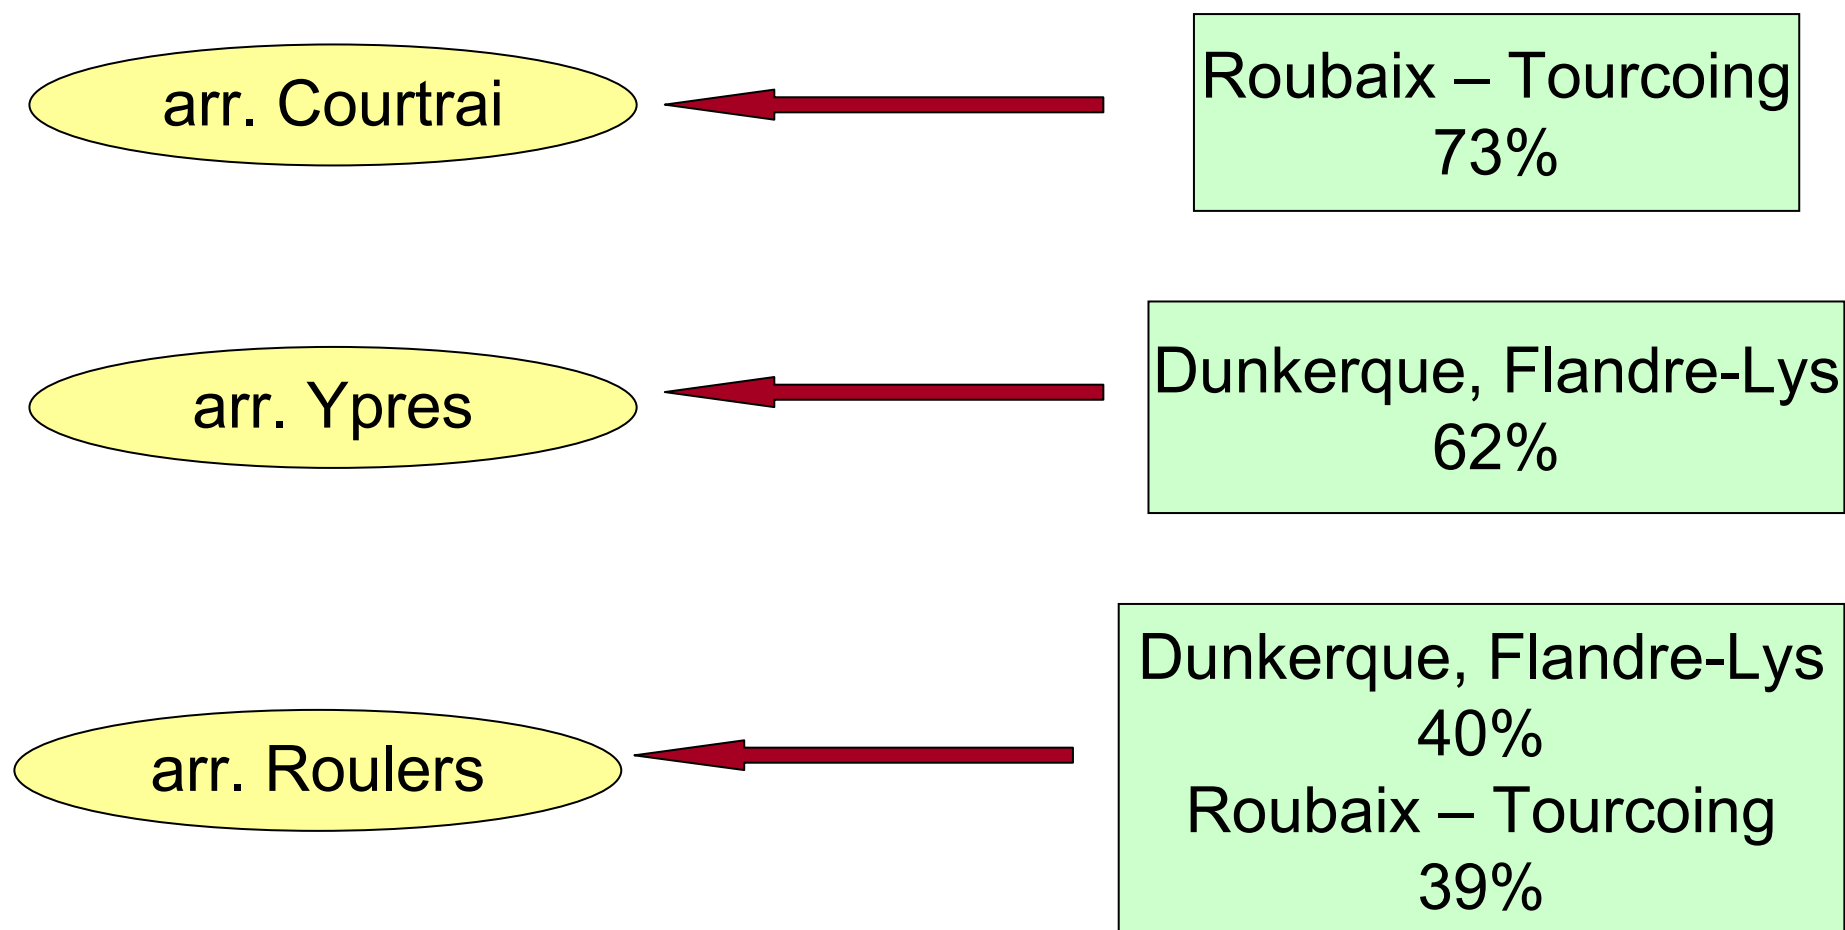 arr. Courtrai
Roubaix – Tourcoing
73%
arr. Ypres
Dunkerque, Flandre-Lys
62%
arr. Roulers
Dunkerque, Flandre-Lys
40%
Roubaix – Tourcoing
39%